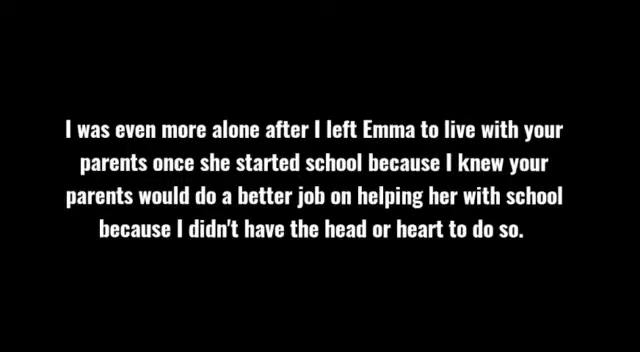 I was even more alone after I left Emma to live with your
parents once she started school because I knew your
parents would do a better job on helping her with school
because I didn't have the head or heart to do so.